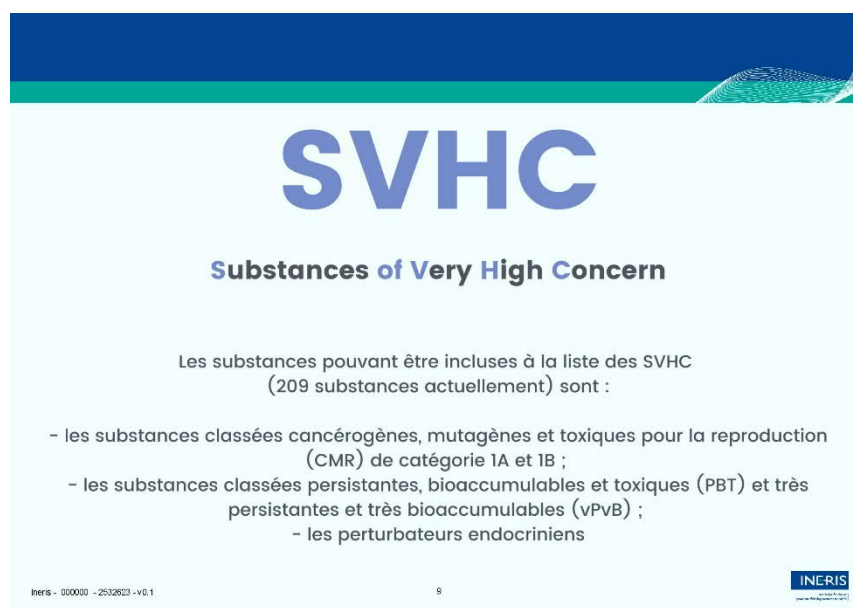 SVHC
Substances of Very High Concern
Les substances pouvant être incluses à la liste des SVHC
(209 substances actuellement) sont :
- les substances classées cancérogènes, mutagènes et toxiques pour la reproduction
(CMR) de catégorie 1A et 1B ;
- les substances classées persistantes, bioaccumulables et toxiques (PBT) et très
persistantes et très bioaccumulables (vPvB) ;
- les perturbateurs endocriniens
Ineris - 000000 - 2532623 - v0.1
9
INERIS